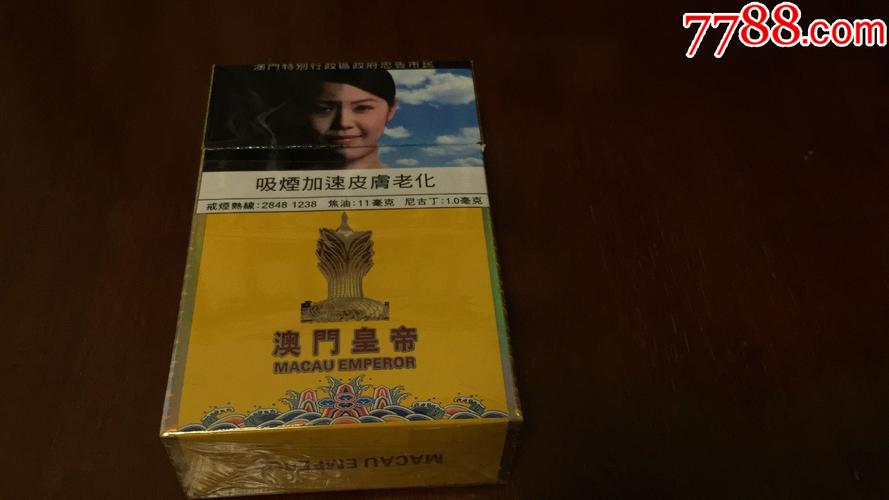 7788.com
澳門特別行政區政府忠告市民
吸煙加速皮膚老化
戒煙熱線:2848 1238 焦油:11毫克 尼古丁:1.0毫克
澳門皇帝
MACAU EMPEROR
MACAU EMPEROR